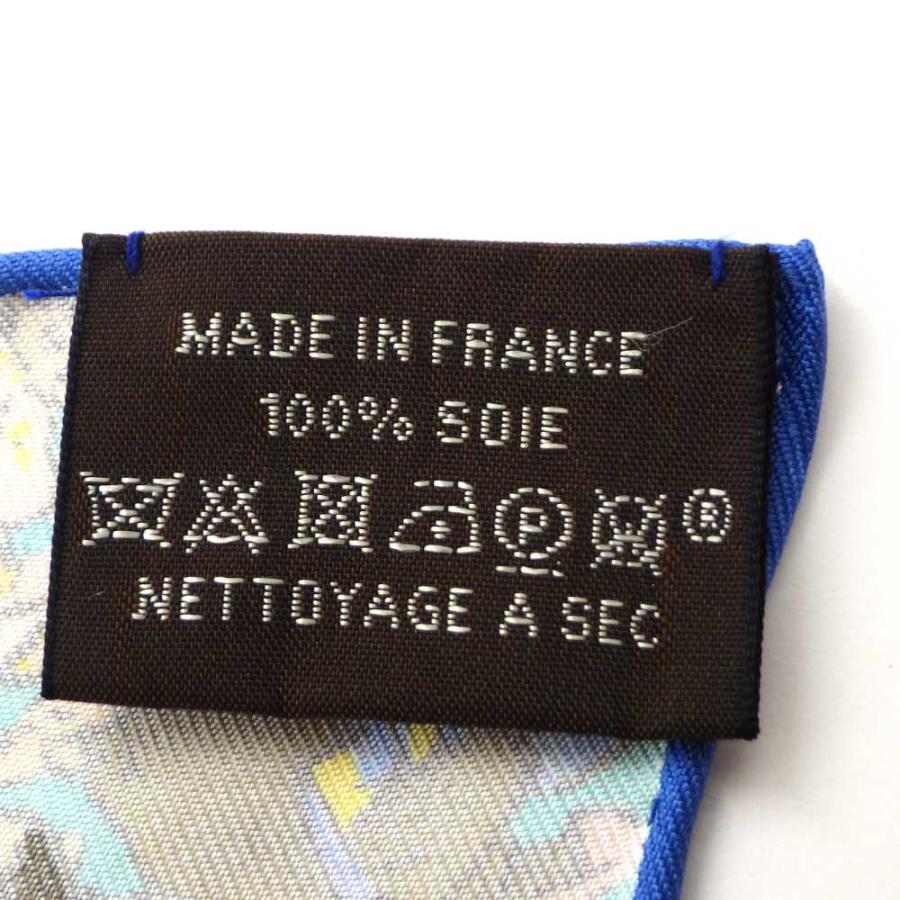 MADE IN FRANCE
100% SOIE
P W ®
NETTOYAGE A SEC